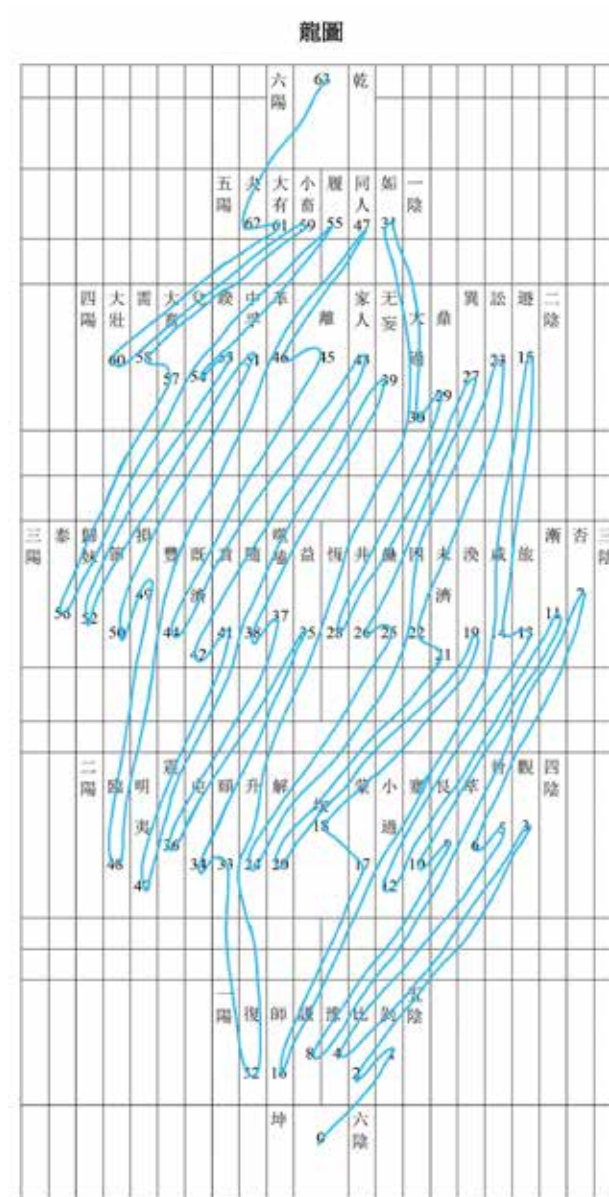 龍圖
六陽 63 乾
五陽 夬 大有 小畜 履 同人 姤 一陰
62 61 59 55 47 31
四陽 大壯 需 大畜 兌 睽 中孚 革 離 家人 无妄 大過 鼎 巽 訟 遯 二陰
60 58 57 54 53 51 46 45 43 39 30 29 27 23 15
三陽 泰 歸妹 節 損 豐 既濟 賁 隨 噬嗑 益 恆 井 蠱 困 未濟 渙 咸 旅 漸 否 三陰
56 52 50 49 44 42 41 38 37 35 28 26 25 22 21 19 13 11 7
二陽 臨 明夷 震 屯 頤 升 解 坎 蒙 小過 蹇 艮 萃 晉 觀 四陰
48 36 34 33 24 20 18 17 12 10 9 6 5 3
一陽 復 師 謙 豫 比 剝 五陰
32 16 8 4 2 1
坤 0 六陰